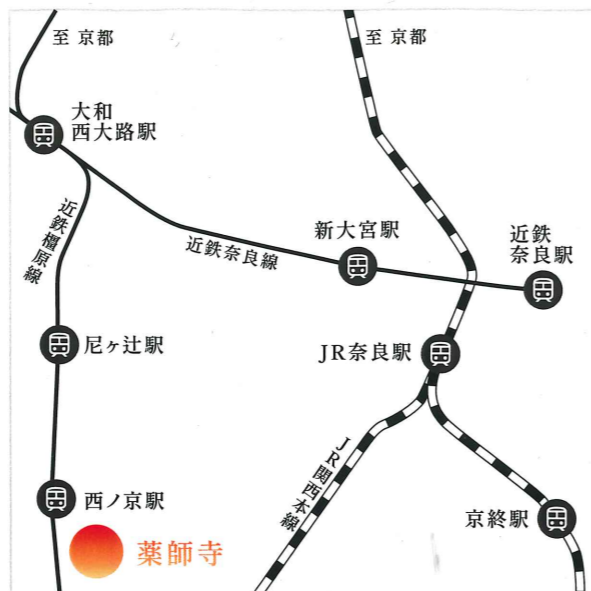 至 京都
至 京都
大和
西大路駅
近鉄橿原線
近鉄奈良線
新大宮駅
近鉄
奈良駅
尼ヶ辻駅
JR奈良駅
JR関西本線
西ノ京駅
京終駅
薬師寺